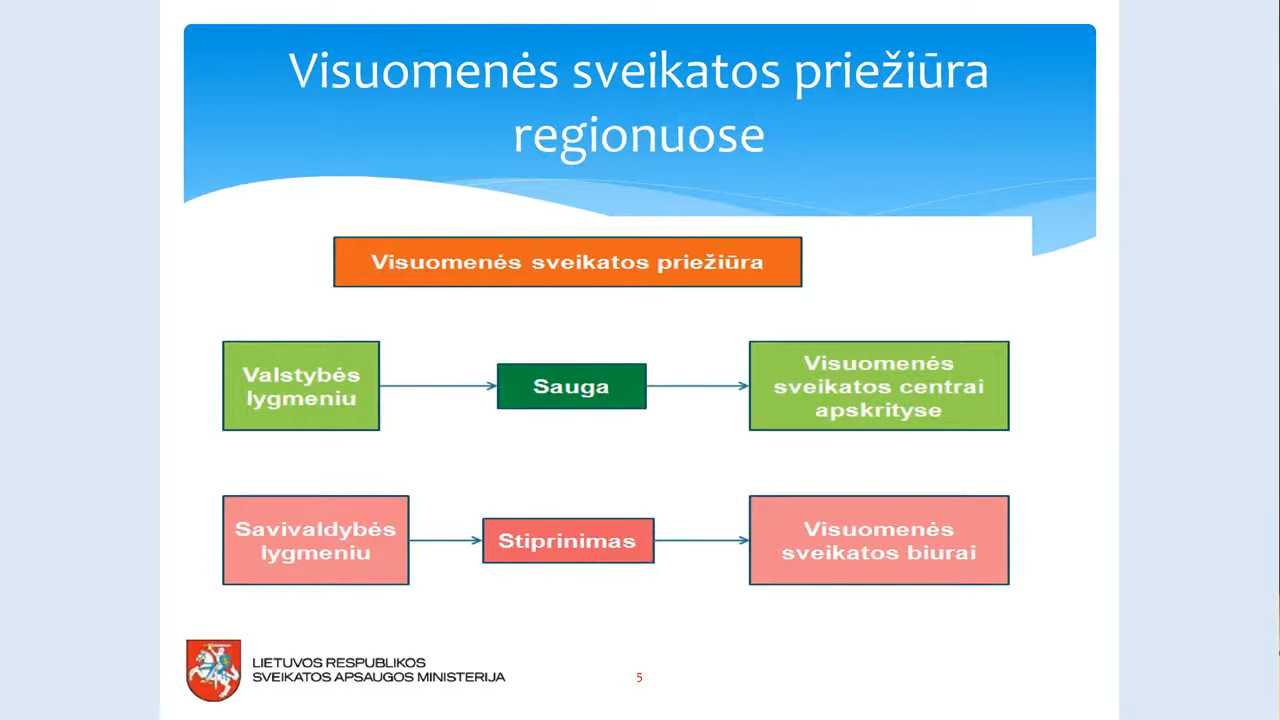 Visuomenės sveikatos priežiūra
regionuose
Visuomenės sveikatos priežiūra
Valstybės
lygmeniu
Sauga
Visuomenės
sveikatos centrai
apskrityse
Savivaldybės
lygmeniu
Stiprinimas
Visuomenės
sveikatos biurai
LIETUVOS RESPUBLIKOS
SVEIKATOS APSAUGOS MINISTERIJA
5